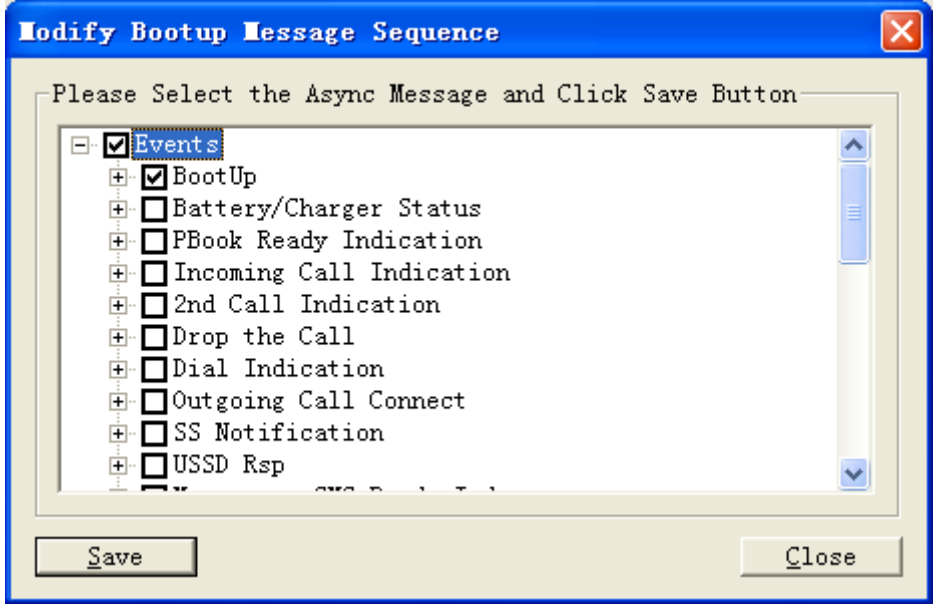 Modify Bootup Message Sequence
Please Select the Async Message and Click Save Button
Events
BootUp
Battery/Charger Status
PBook Ready Indication
Incoming Call Indication
2nd Call Indication
Drop the Call
Dial Indication
Outgoing Call Connect
SS Notification
USSD Rsp
Save
Close